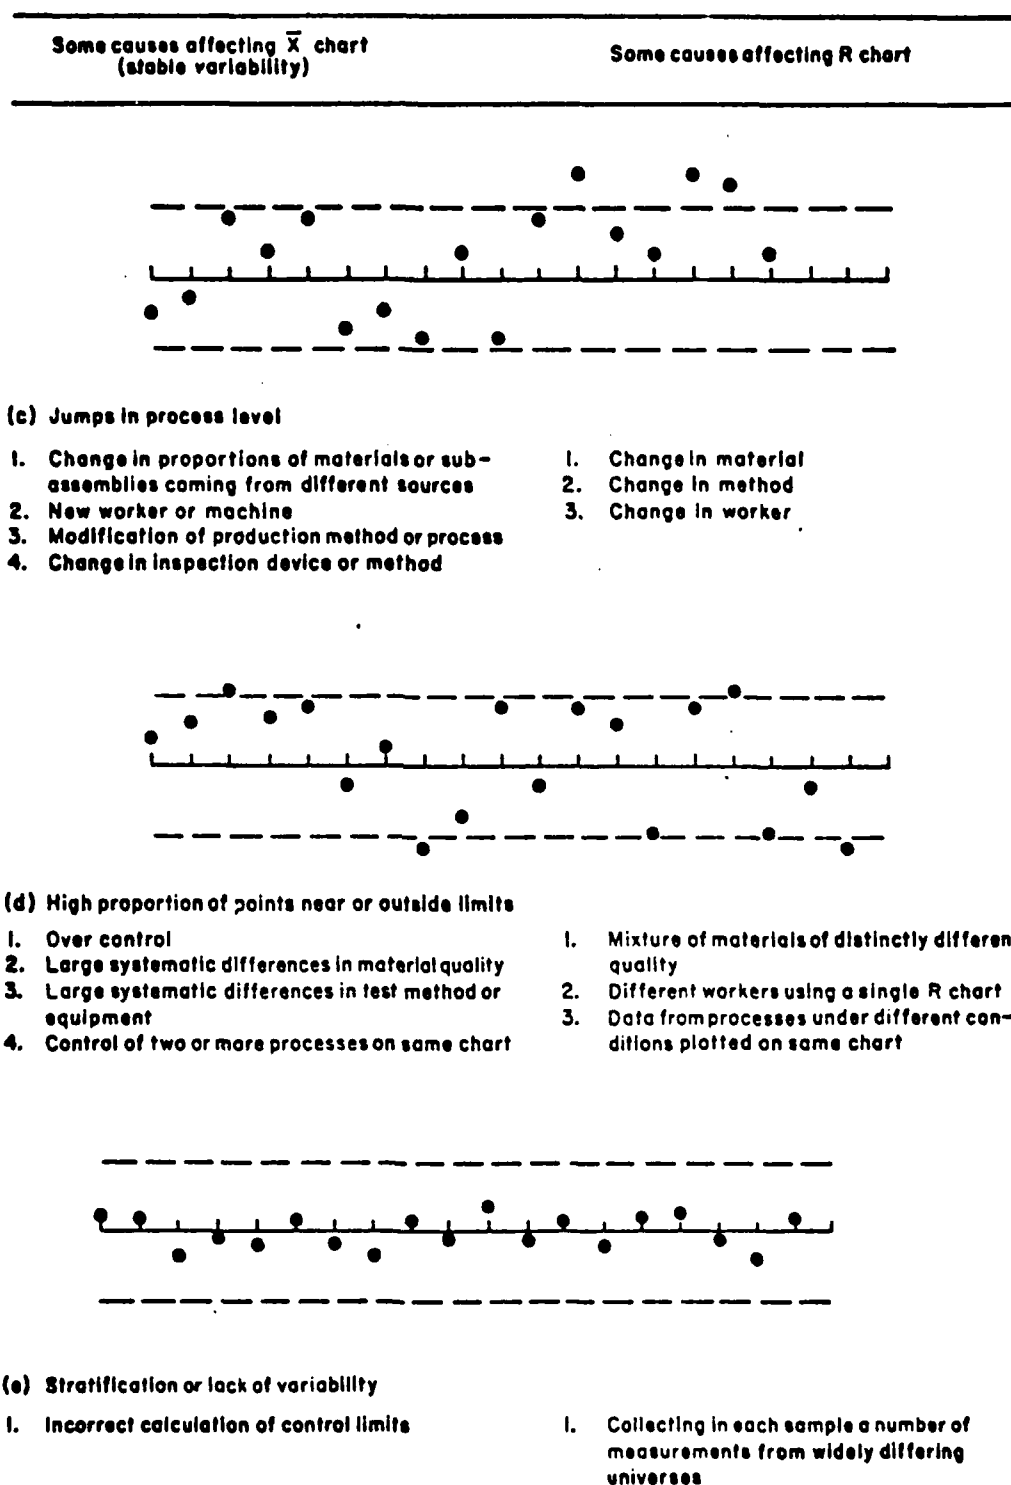 Some causes affecting X̄ chart
(stable variability)
Some causes affecting R chart
(c) Jumps in process level
1. Change in proportions of materials or sub-
assemblies coming from different sources
2. New worker or machine
3. Modification of production method or process
4. Change in inspection device or method
1. Change in material
2. Change in method
3. Change in worker
(d) High proportion of points near or outside limits
1. Over control
2. Large systematic differences in material quality
3. Large systematic differences in test method or
equipment
4. Control of two or more processes on same chart
1. Mixture of materials of distinctly differen
quality
2. Different workers using a single R chart
3. Data from processes under different con-
ditions plotted on same chart
(e) Stratification or lack of variability
1. Incorrect calculation of control limits
1. Collecting in each sample a number of
measurements from widely differing
universes